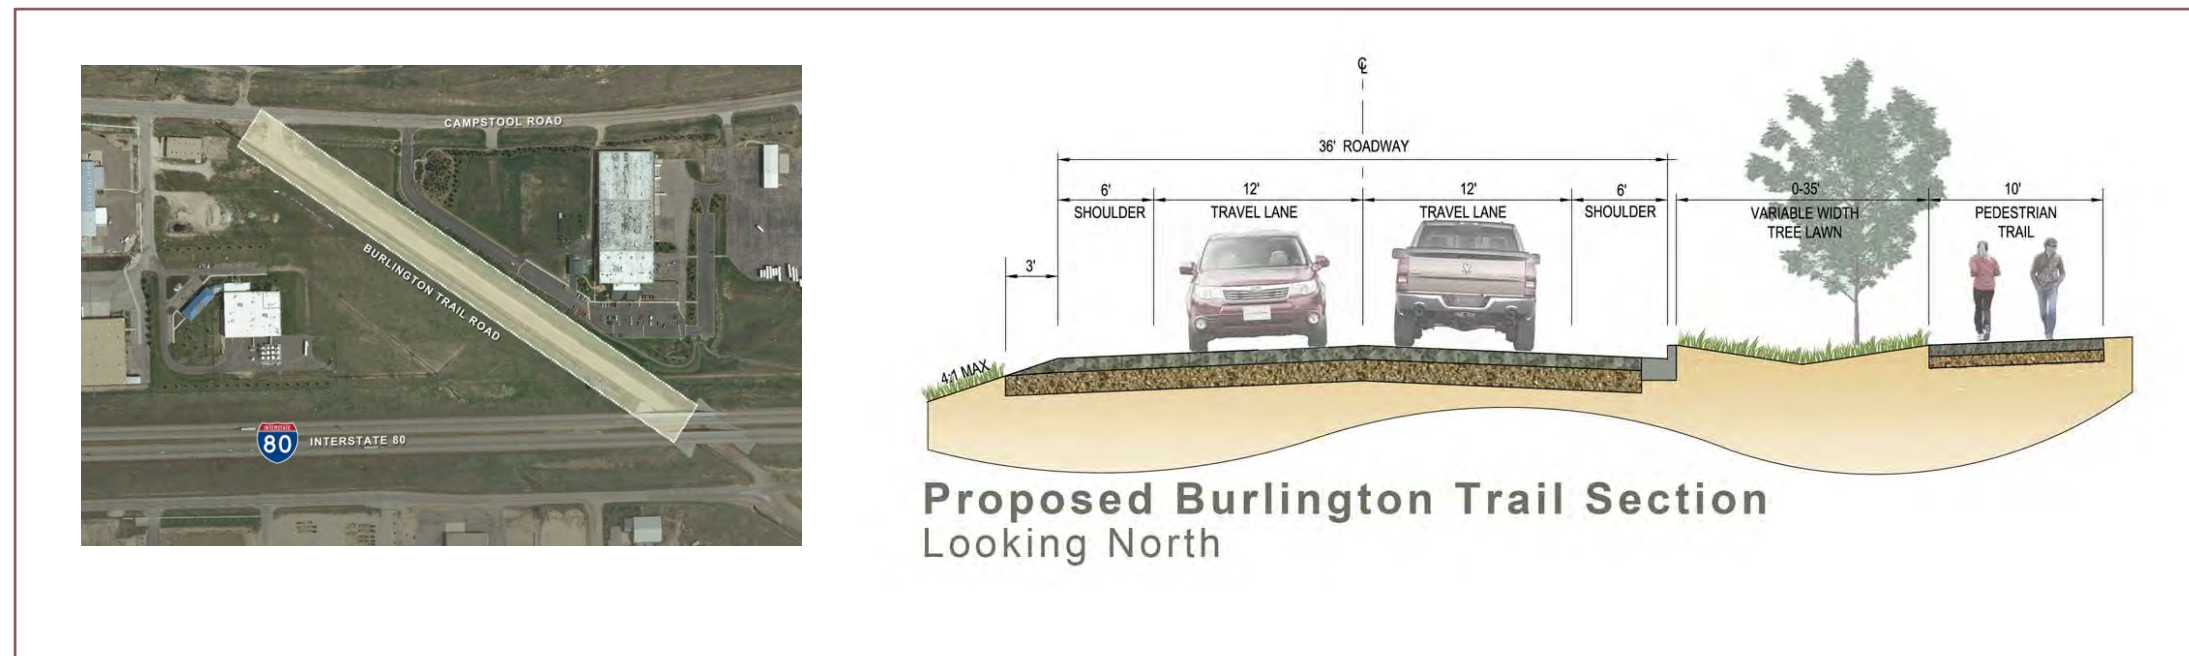 CAMPSTOOL ROAD
BURLINGTON TRAIL ROAD
INTERSTATE
80
INTERSTATE 80
℄
36' ROADWAY
6'
SHOULDER
12'
TRAVEL LANE
12'
TRAVEL LANE
6'
SHOULDER
0-35'
VARIABLE WIDTH
TREE LAWN
10'
PEDESTRIAN
TRAIL
3'
4:1 MAX
Proposed Burlington Trail Section
Looking North